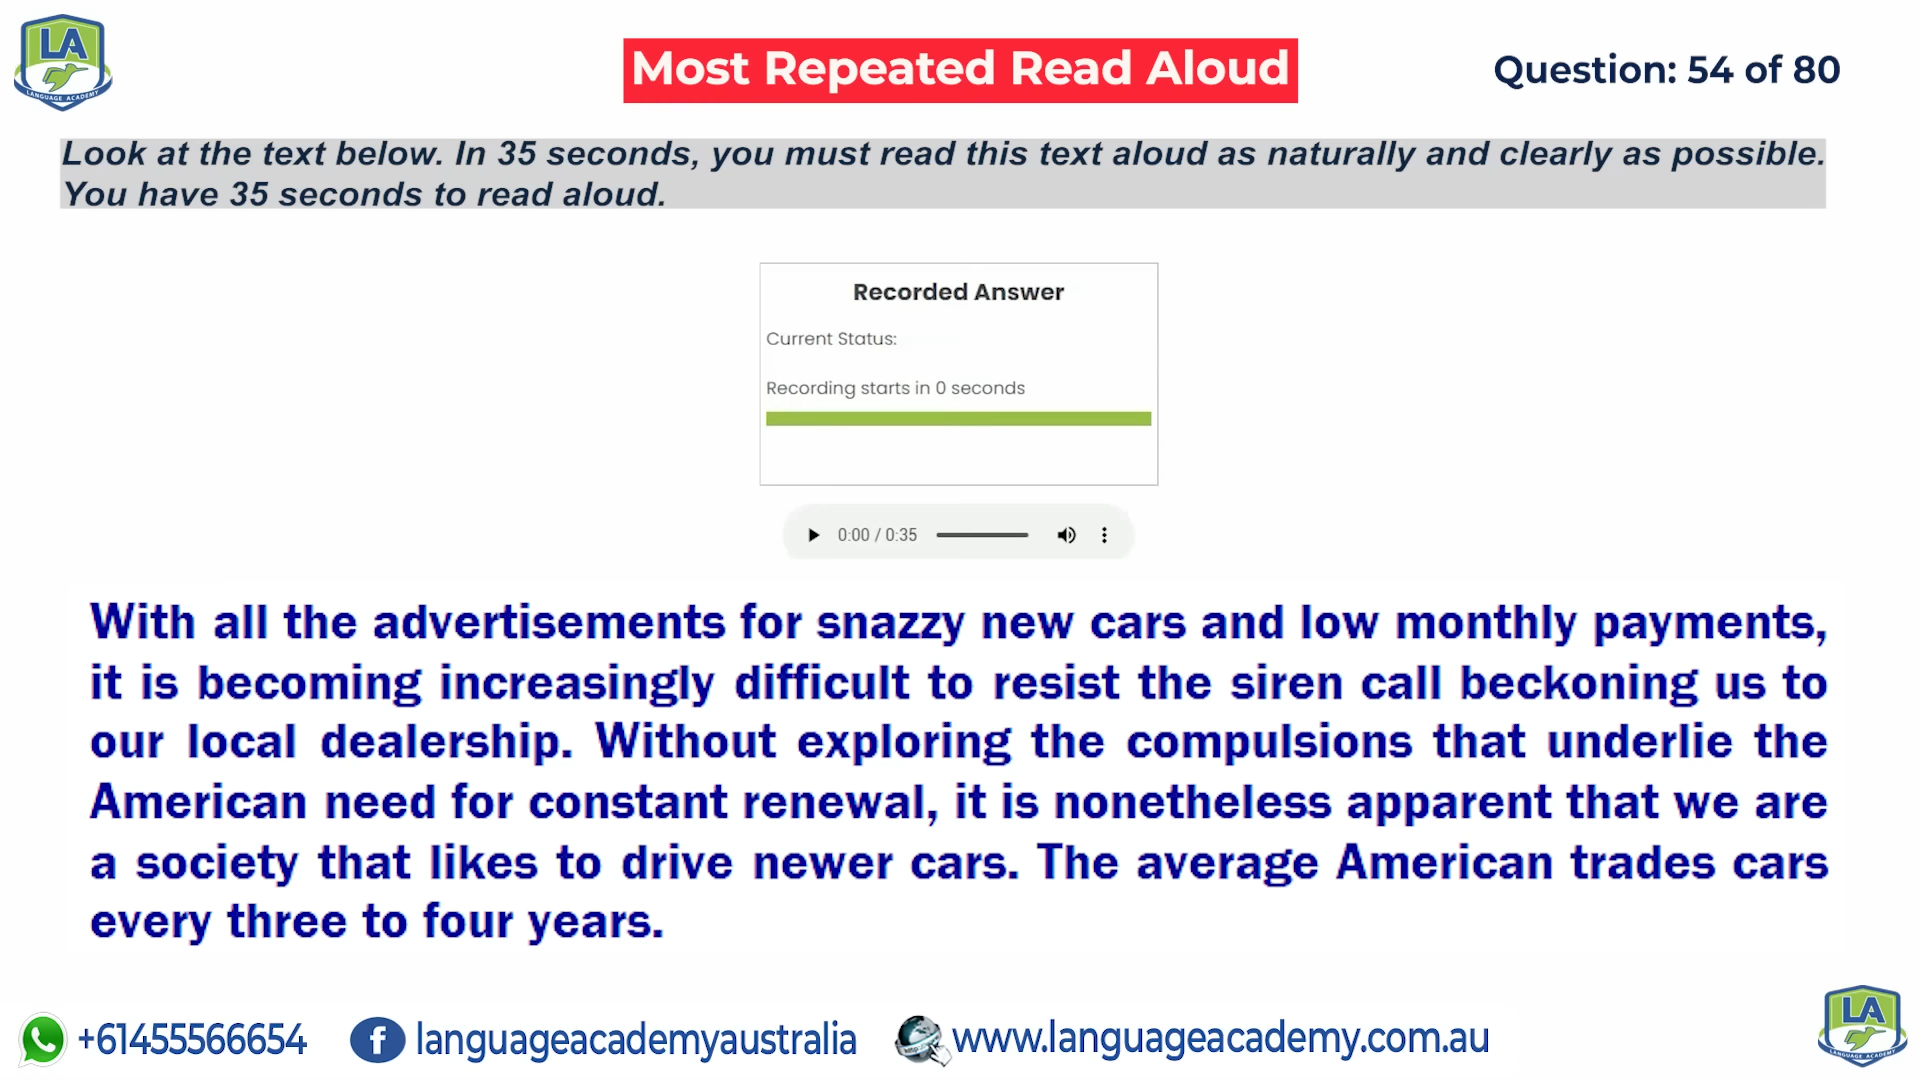 LA
LANGUAGE ACADEMY
Most Repeated Read Aloud
Question: 54 of 80
Look at the text below. In 35 seconds, you must read this text aloud as naturally and clearly as possible.
You have 35 seconds to read aloud.
Recorded Answer
Current Status:
Recording starts in 0 seconds
0:00 / 0:35
With all the advertisements for snazzy new cars and low monthly payments,
it is becoming increasingly difficult to resist the siren call beckoning us to
our local dealership. Without exploring the compulsions that underlie the
American need for constant renewal, it is nonetheless apparent that we are
a society that likes to drive newer cars. The average American trades cars
every three to four years.
+61455566654
languageacademyaustralia
www.languageacademy.com.au
LA
LANGUAGE ACADEMY